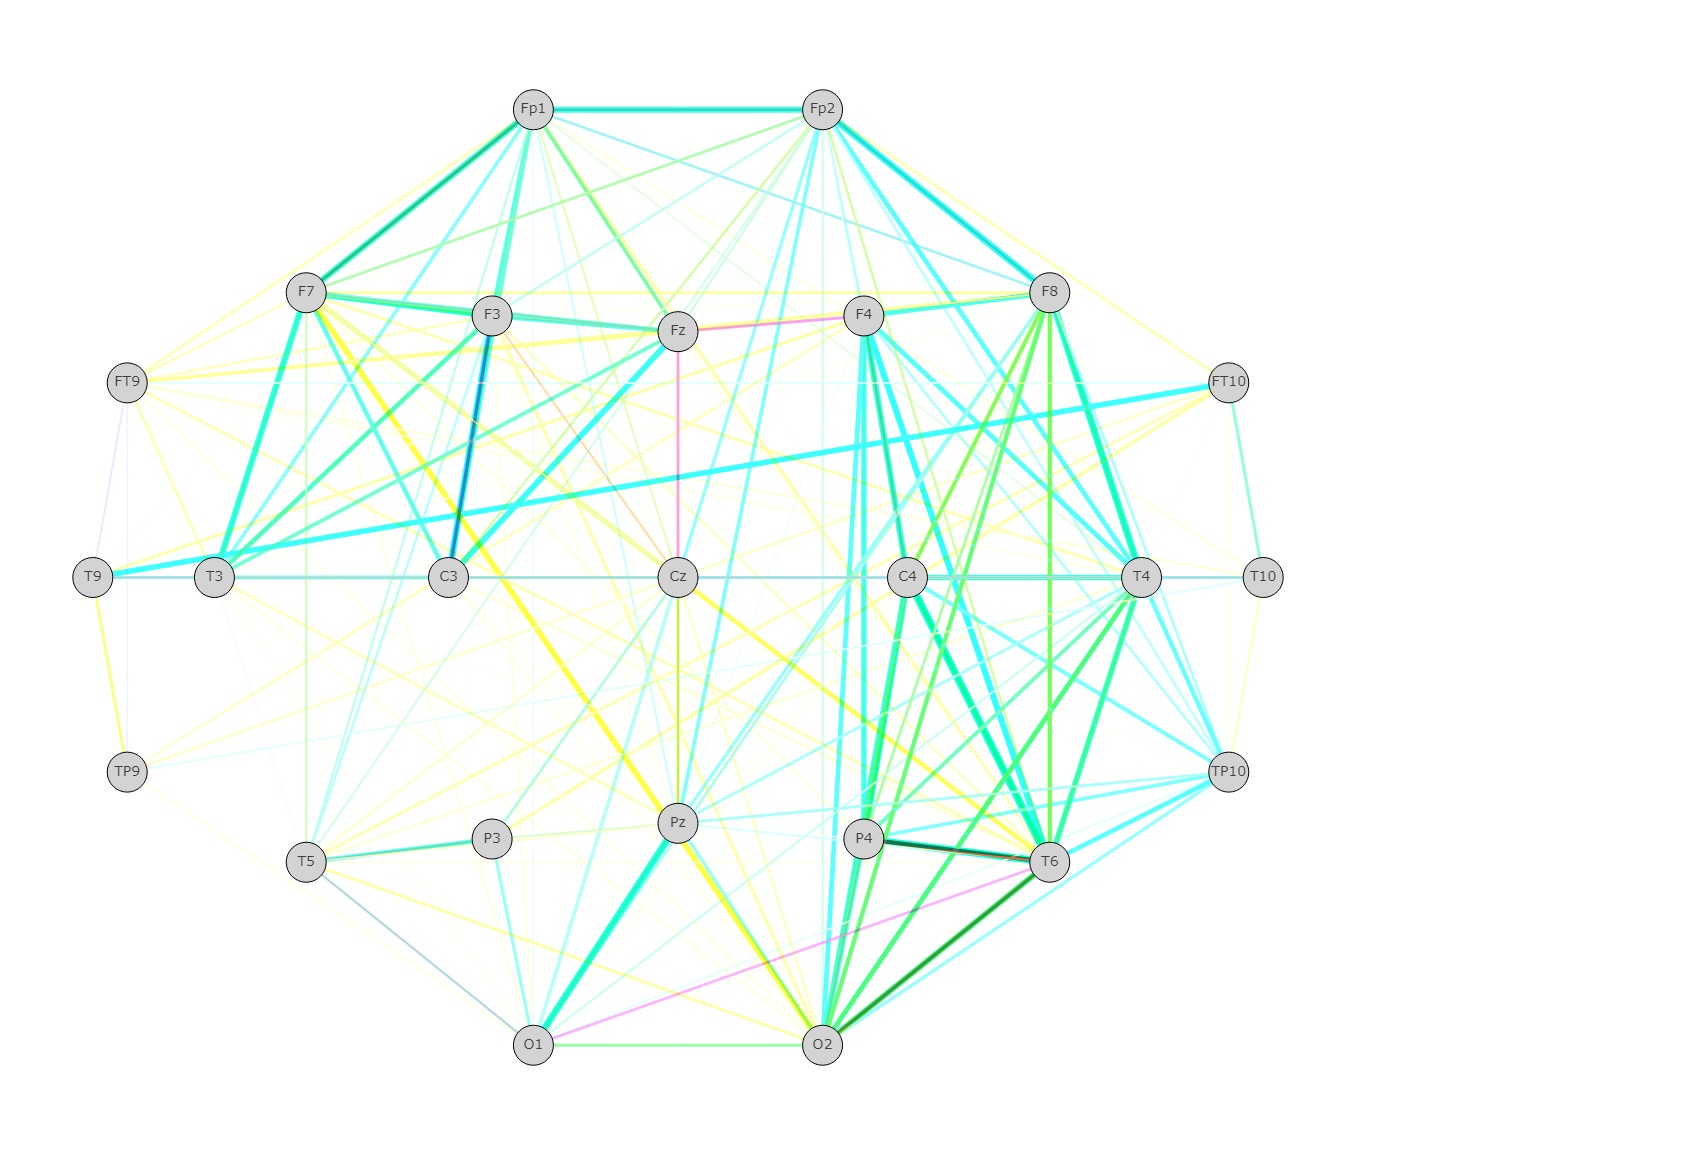 Fp1 Fp2
F7 F3 Fz F4 F8
FT9 FT10
T9 T3 C3 Cz C4 T4 T10
TP9 TP10
T5 P3 Pz P4 T6
O1 O2